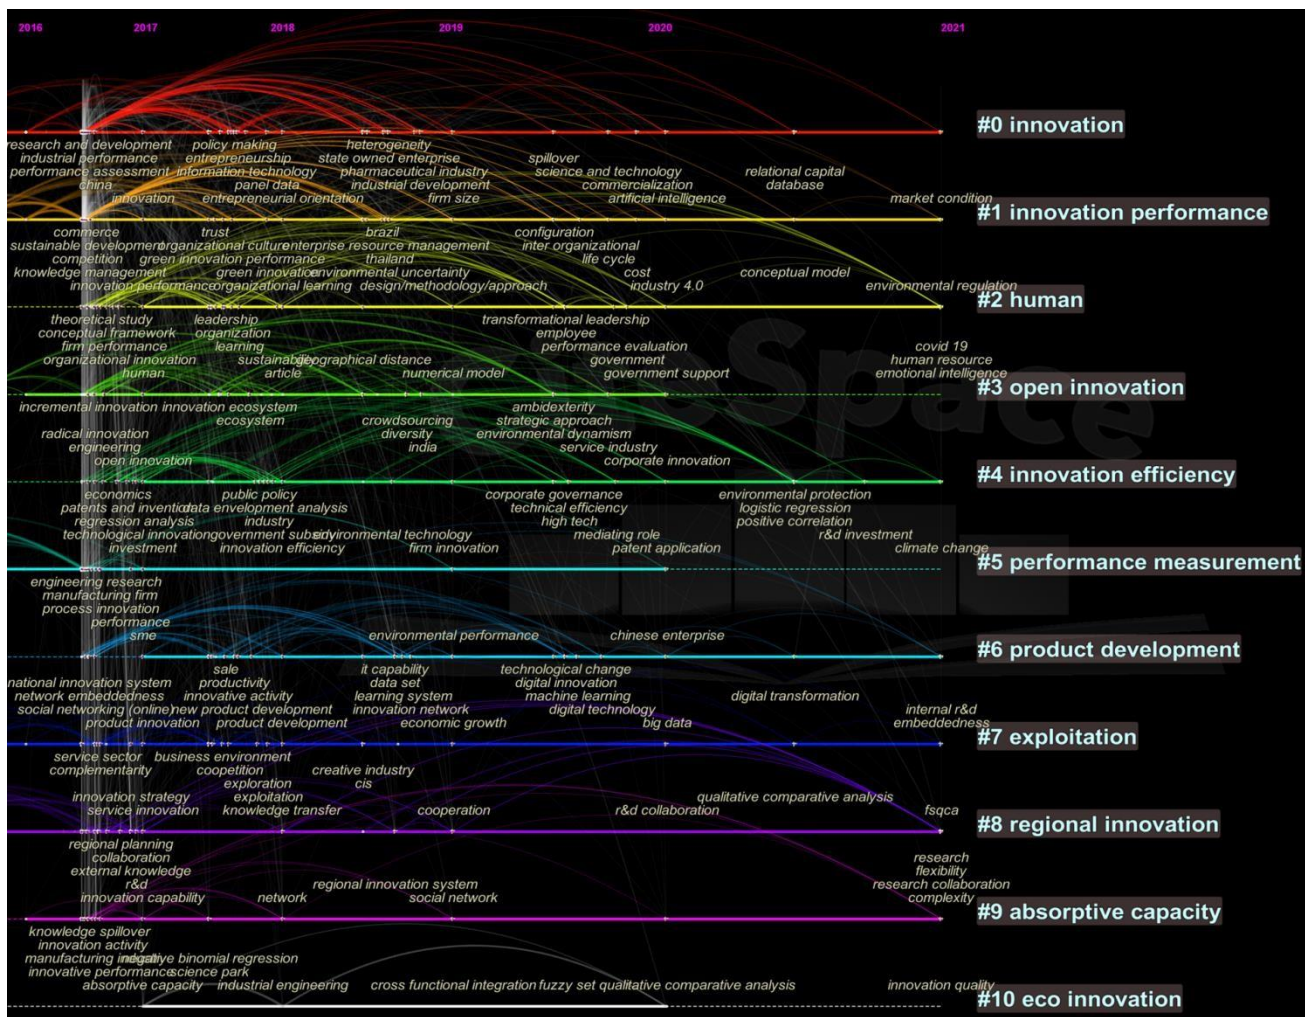 2016 2017 2018 2019 2020 2021
#0 innovation
research and development policy making heterogeneity
industrial performance entrepreneurship state owned enterprise spillover
performance assessment information technology pharmaceutical industry science and technology relational capital
china panel data industrial development commercialization database
innovation entrepreneurial orientation firm size artificial intelligence market condition
#1 innovation performance
commerce trust brazil configuration
sustainable development organizational culture enterprise resource management inter organizational
competition green innovation performance thailand life cycle
knowledge management green innovation environmental uncertainty cost conceptual model
innovation performance organizational learning design/methodology/approach industry 4.0 environmental regulation
#2 human
theoretical study leadership transformational leadership
conceptual framework organization employee
firm performance learning performance evaluation covid 19
organizational innovation sustainability geographical distance government human resource
human article numerical model government support emotional intelligence
#3 open innovation
incremental innovation innovation ecosystem ambidexterity
ecosystem crowdsourcing strategic approach
radical innovation diversity environmental dynamism
engineering india service industry
open innovation corporate innovation
#4 innovation efficiency
economics public policy corporate governance environmental protection
patents and invention data envelopment analysis technical efficiency logistic regression
regression analysis industry high tech positive correlation
technological innovation government subsidy environmental technology mediating role r&d investment
investment innovation efficiency firm innovation patent application climate change
#5 performance measurement
engineering research
manufacturing firm
process innovation
performance
sme environmental performance chinese enterprise
#6 product development
sale it capability technological change
national innovation system productivity data set digital innovation
network embeddedness innovative activity learning system machine learning digital transformation
social networking (online) new product development innovation network digital technology internal r&d
product innovation product development economic growth big data embeddedness
#7 exploitation
service sector business environment
complementarity coopetition creative industry
exploration cis
innovation strategy exploitation qualitative comparative analysis
service innovation knowledge transfer cooperation r&d collaboration fsqca
#8 regional innovation
regional planning
collaboration research
external knowledge flexibility
r&d regional innovation system research collaboration
innovation capability network social network complexity
#9 absorptive capacity
knowledge spillover
innovation activity
manufacturing industry negative binomial regression
innovative performance science park
absorptive capacity industrial engineering cross functional integration fuzzy set qualitative comparative analysis innovation quality
#10 eco innovation